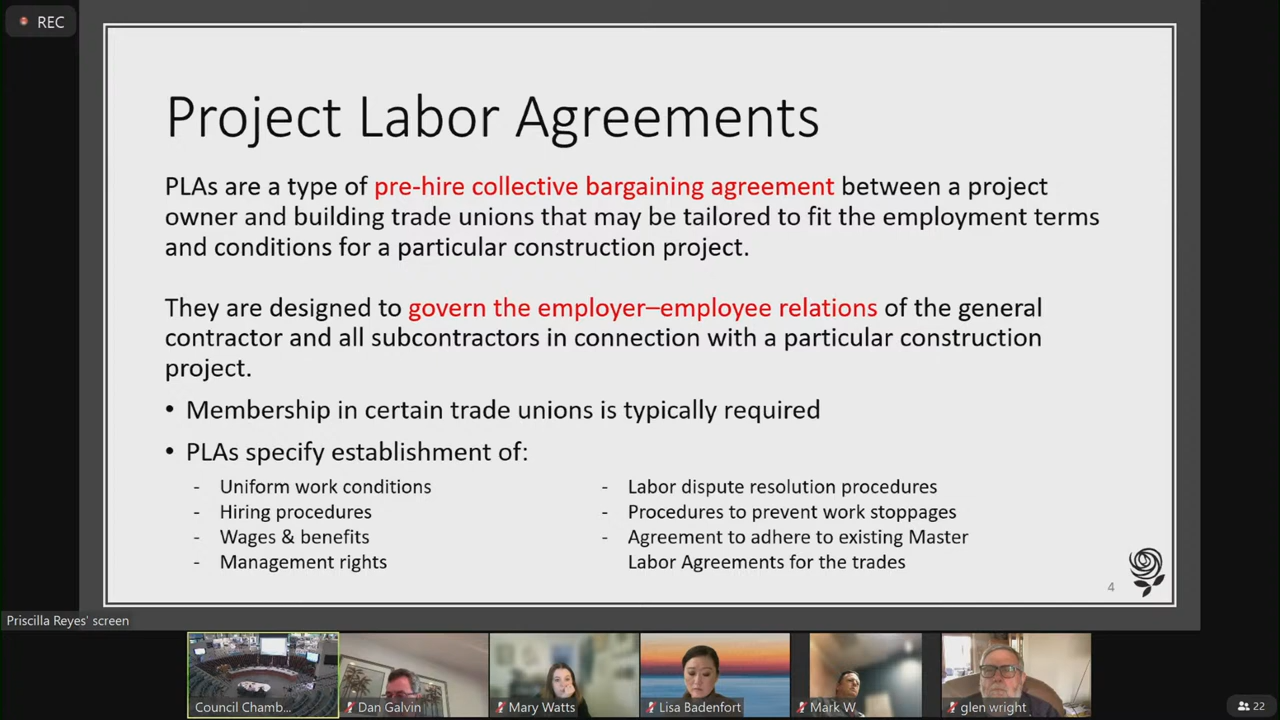 REC
Project Labor Agreements
PLAs are a type of pre-hire collective bargaining agreement between a project
owner and building trade unions that may be tailored to fit the employment terms
and conditions for a particular construction project.
They are designed to govern the employer–employee relations of the general
contractor and all subcontractors in connection with a particular construction
project.
• Membership in certain trade unions is typically required
• PLAs specify establishment of:
- Uniform work conditions
- Hiring procedures
- Wages & benefits
- Management rights
- Labor dispute resolution procedures
- Procedures to prevent work stoppages
- Agreement to adhere to existing Master
Labor Agreements for the trades
4
Priscilla Reyes' screen
Council Chamb...
Dan Galvin
Mary Watts
Lisa Badenfort
Mark W
glen wright
22